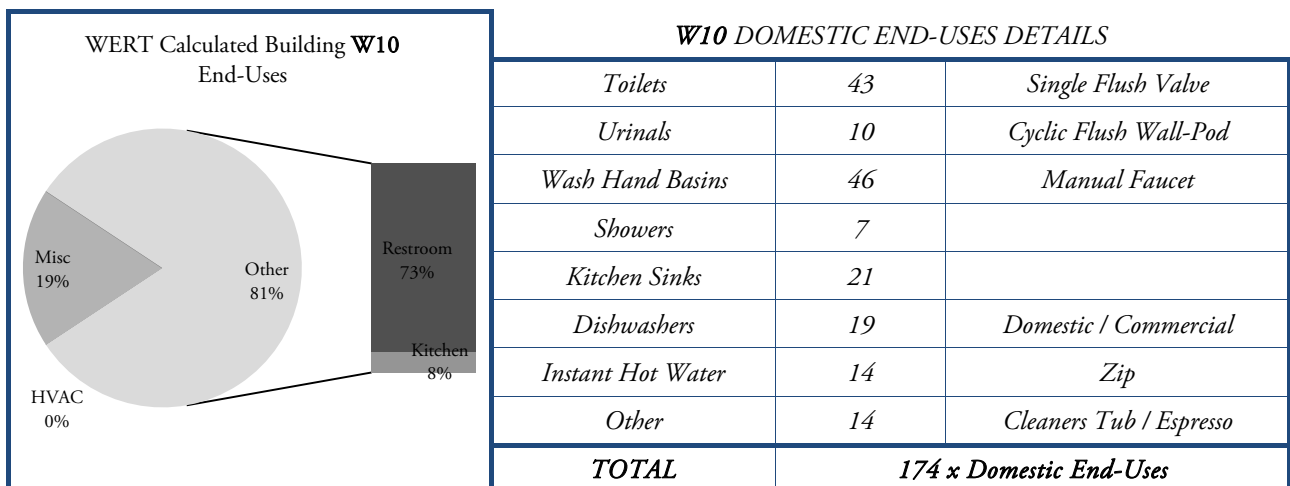 WERT Calculated Building W10
End-Uses
Misc
19%
Other
81%
HVAC
0%
Restroom
73%
Kitchen
8%
W10 DOMESTIC END-USES DETAILS
Toilets 43 Single Flush Valve
Urinals 10 Cyclic Flush Wall-Pod
Wash Hand Basins 46 Manual Faucet
Showers 7
Kitchen Sinks 21
Dishwashers 19 Domestic / Commercial
Instant Hot Water 14 Zip
Other 14 Cleaners Tub / Espresso
TOTAL 174 x Domestic End-Uses